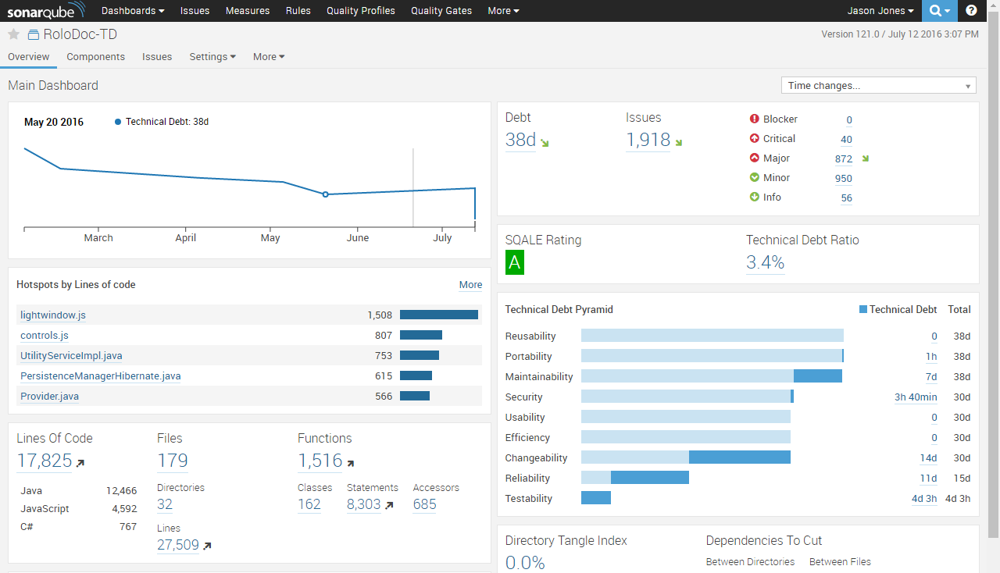 sonarqube Dashboards Issues Measures Rules Quality Profiles Quality Gates More Jason Jones ?
RoloDoc-TD Version 121.0 / July 12 2016 3:07 PM
Overview Components Issues Settings More
Main Dashboard Time changes...
May 20 2016 Technical Debt: 38d
March April May June July
Hotspots by Lines of code More
lightwindow.js 1,508
controls.js 807
UtilityServiceImpl.java 753
PersistenceManagerHibernate.java 615
Provider.java 566
Lines Of Code Files Functions
17,825 179 1,516
Java 12,466
JavaScript 4,592
C# 767
Directories
32
Lines
27,509
Classes Statements Accessors
162 8,303 685
Debt Issues
38d 1,918
Blocker 0
Critical 40
Major 872
Minor 950
Info 56
SQALE Rating Technical Debt Ratio
A 3.4%
Technical Debt Pyramid Technical Debt Total
Reusability 0 38d
Portability 1h 38d
Maintainability 7d 38d
Security 3h 40min 30d
Usability 0 30d
Efficiency 0 30d
Changeability 14d 30d
Reliability 11d 15d
Testability 4d 3h 4d 3h
Directory Tangle Index Dependencies To Cut
0.0% Between Directories Between Files